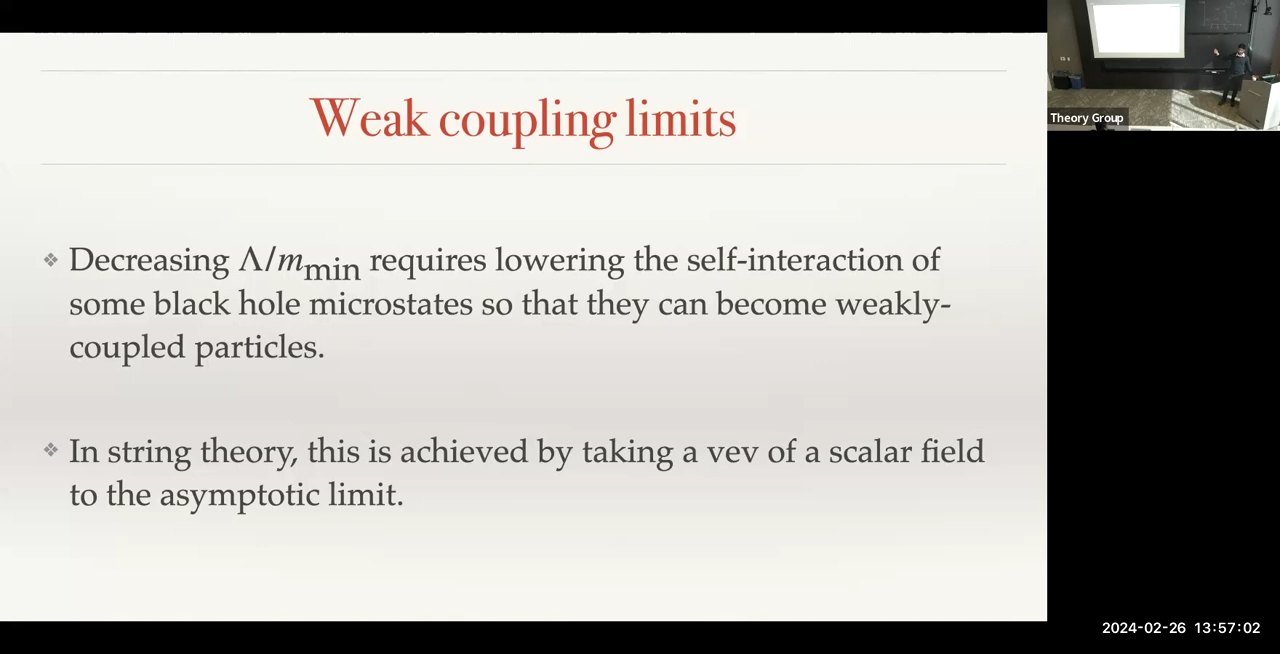 Weak coupling limits
❖ Decreasing Λ/m_min requires lowering the self-interaction of
some black hole microstates so that they can become weakly-
coupled particles.
❖ In string theory, this is achieved by taking a vev of a scalar field
to the asymptotic limit.
Theory Group
2024-02-26 13:57:02